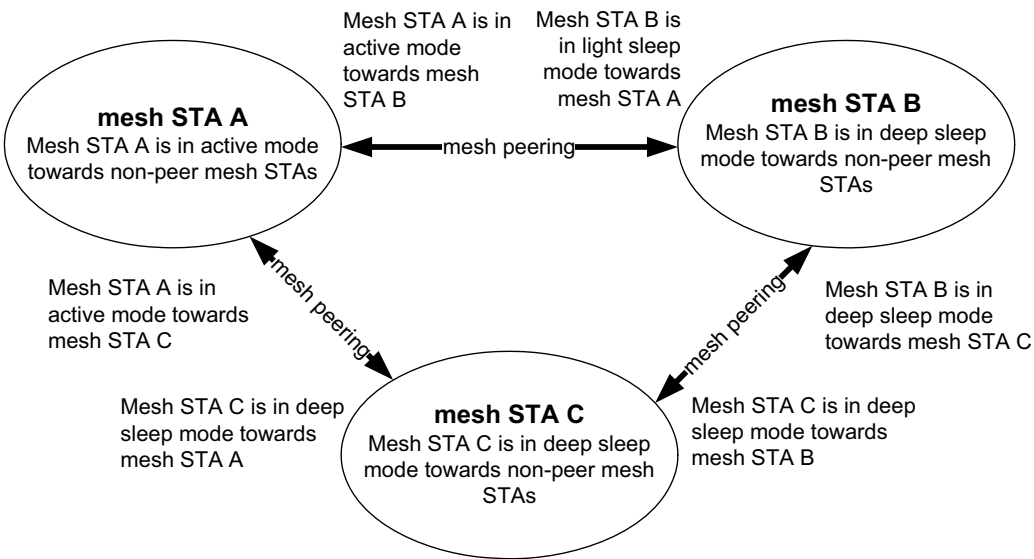 Mesh STA A is in
active mode
towards mesh
STA B
Mesh STA B is
in light sleep
mode towards
mesh STA A
mesh STA A
Mesh STA A is in active mode
towards non-peer mesh STAs
mesh peering
mesh STA B
Mesh STA B is in deep sleep
mode towards non-peer mesh
STAs
Mesh STA A is in
active mode towards
mesh STA C
mesh peering
mesh peering
Mesh STA B is in
deep sleep mode
towards mesh STA C
Mesh STA C is in deep
sleep mode towards
mesh STA A
mesh STA C
Mesh STA C is in deep sleep
mode towards non-peer mesh
STAs
Mesh STA C is in deep
sleep mode towards
mesh STA B